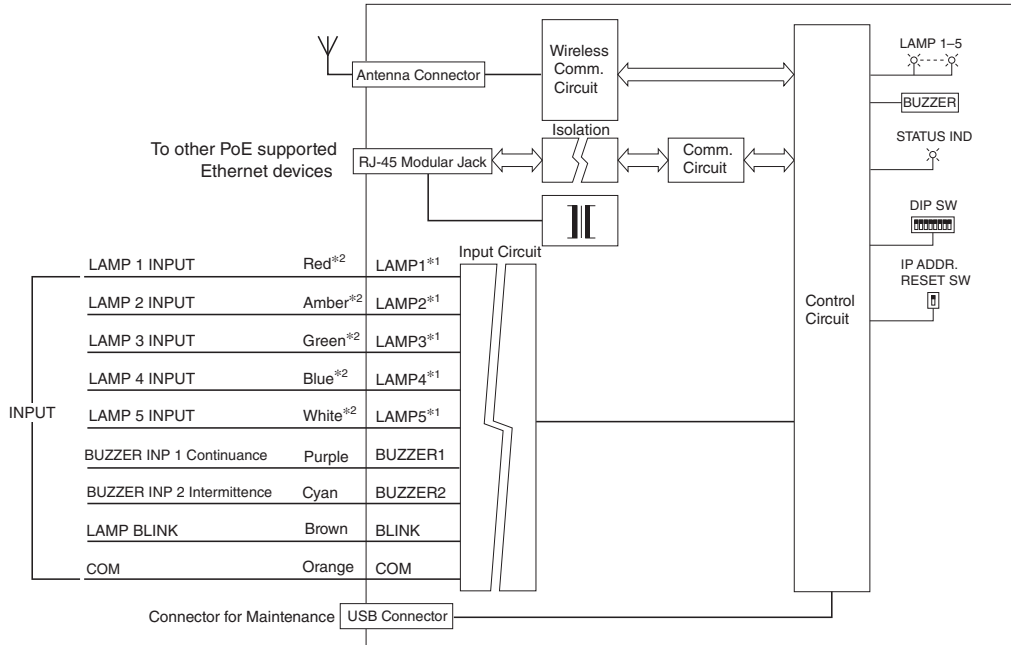 Wireless
Comm.
Circuit
LAMP 1–5
Antenna Connector
BUZZER
Isolation
STATUS IND
To other PoE supported
Ethernet devices
RJ-45 Modular Jack
Comm.
Circuit
DIP SW
Input Circuit
LAMP 1 INPUT Red*2 LAMP1*1
IP ADDR.
RESET SW
LAMP 2 INPUT Amber*2 LAMP2*1
Control
Circuit
LAMP 3 INPUT Green*2 LAMP3*1
LAMP 4 INPUT Blue*2 LAMP4*1
INPUT
LAMP 5 INPUT White*2 LAMP5*1
BUZZER INP 1 Continuance Purple BUZZER1
BUZZER INP 2 Intermittence Cyan BUZZER2
LAMP BLINK Brown BLINK
COM Orange COM
Connector for Maintenance USB Connector